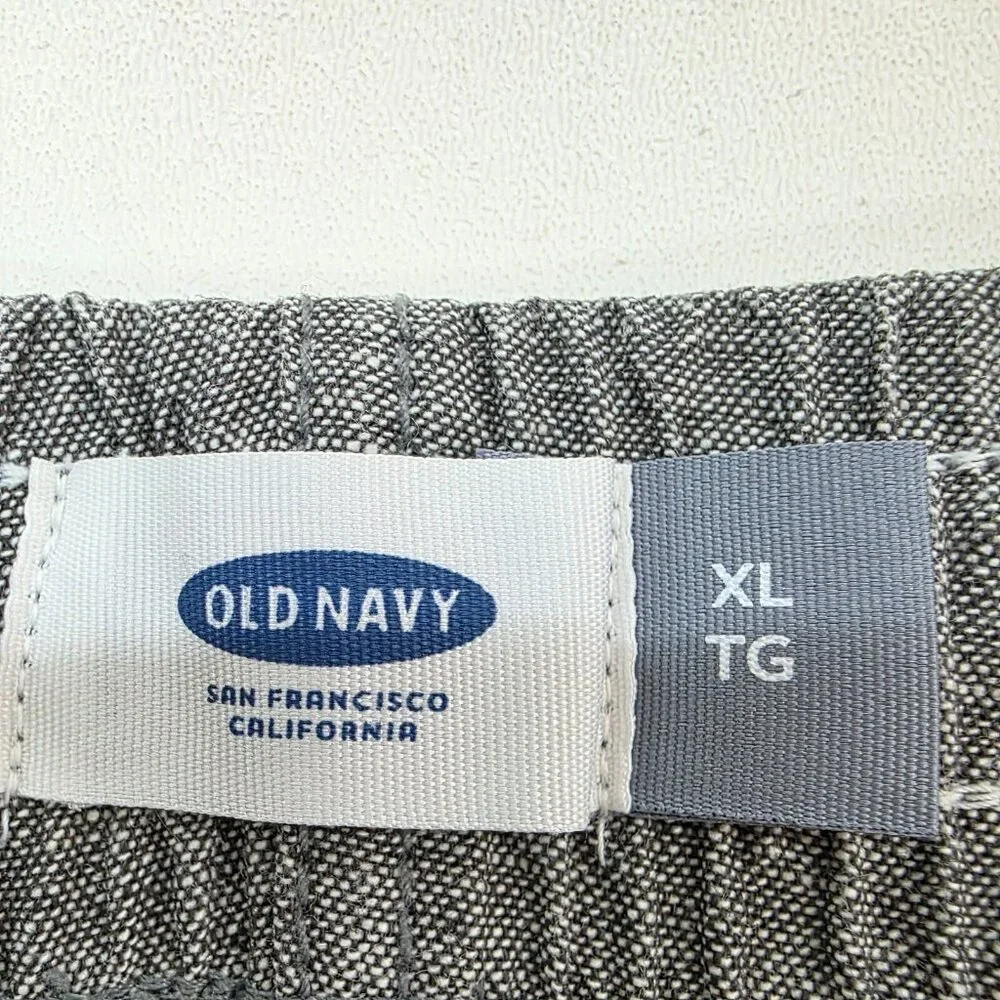 OLD NAVY
SAN FRANCISCO
CALIFORNIA
XL
TG